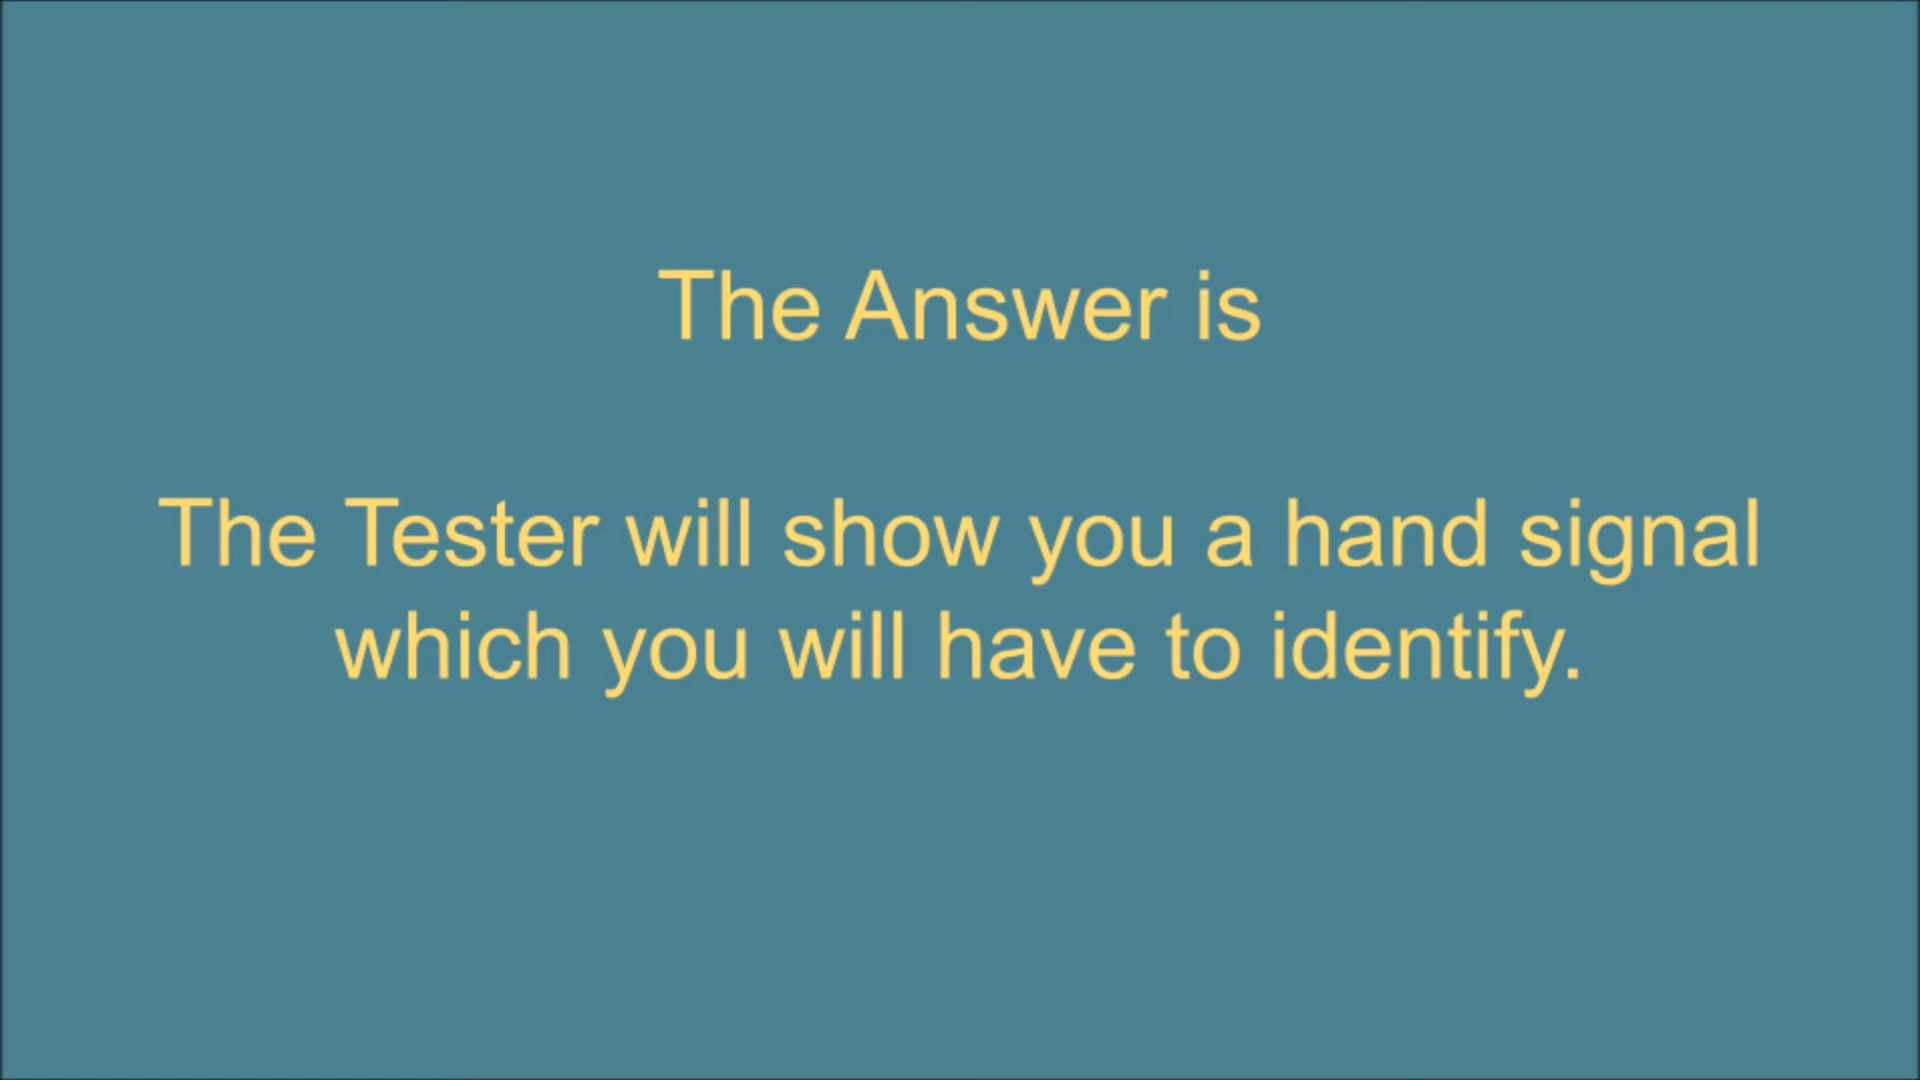 The Answer is
The Tester will show you a hand signal
which you will have to identify.